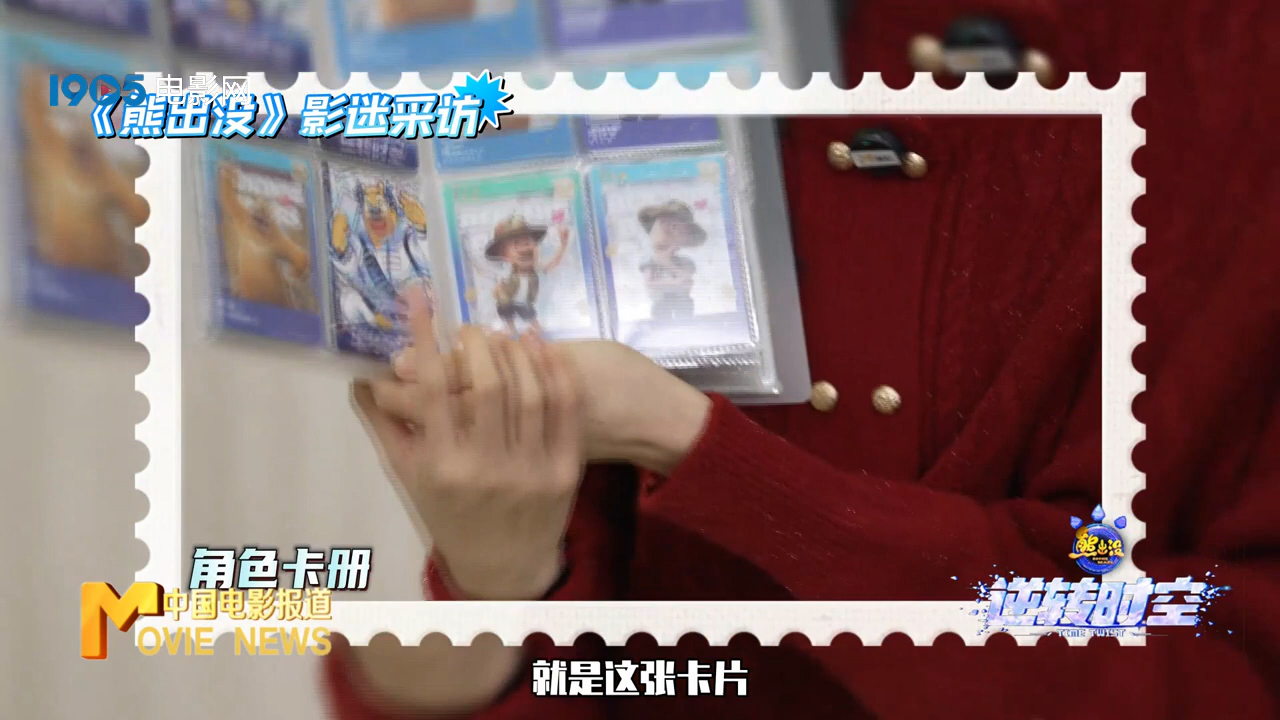 1905电影网
《熊出没》影迷采访
角色卡册
中国电影报道
MOVIE NEWS
熊出没
逆转时空
TIME TWIST
就是这张卡片